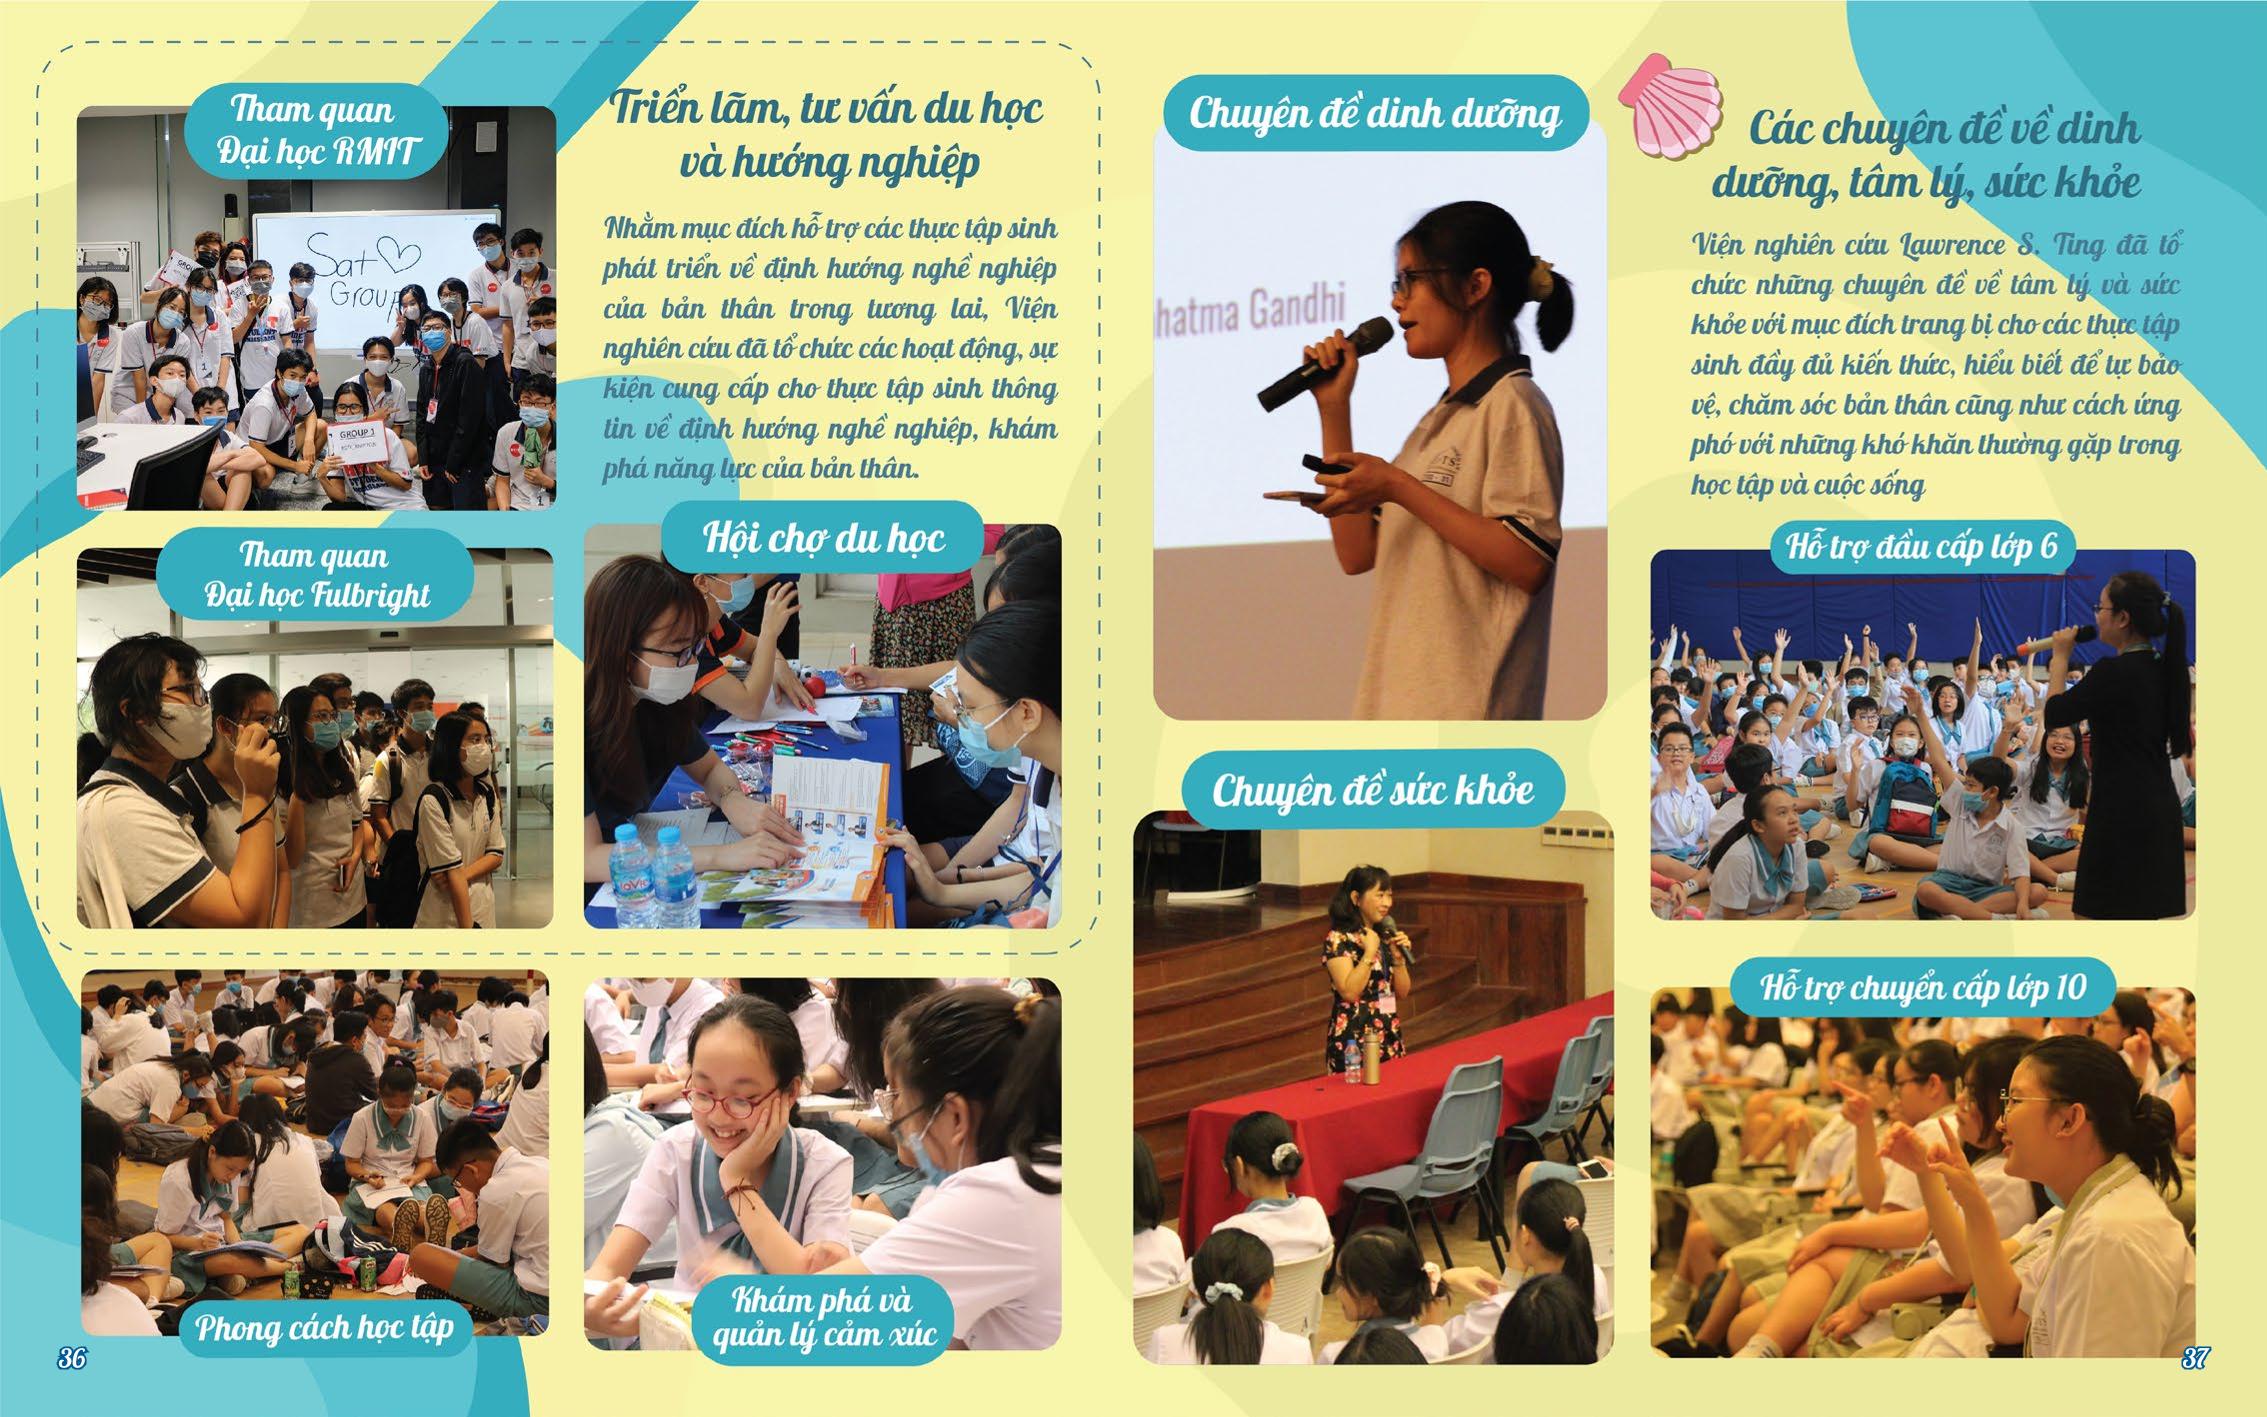 Tham quan
Đại học RMIT
Sat
Group
GROUP 1
Triển lãm, tư vấn du học
và hướng nghiệp
Nhằm mục đích hỗ trợ các thực tập sinh
phát triển về định hướng nghề nghiệp
của bản thân trong tương lai, Viện
nghiên cứu đã tổ chức các hoạt động, sự
kiện cung cấp cho thực tập sinh thông
tin về định hướng nghề nghiệp, khám
phá năng lực của bản thân.
Tham quan
Đại học Fulbright
Hội chợ du học
Phong cách học tập
Khám phá và
quản lý cảm xúc
36
Chuyên đề dinh dưỡng
hatma Gandhi
Các chuyên đề về dinh
dưỡng, tâm lý, sức khỏe
Viện nghiên cứu Lawrence S. Ting đã tổ
chức những chuyên đề về tâm lý và sức
khỏe với mục đích trang bị cho các thực tập
sinh đầy đủ kiến thức, hiểu biết để tự bảo
vệ, chăm sóc bản thân cũng như cách ứng
phó với những khó khăn thường gặp trong
học tập và cuộc sống
Hỗ trợ đầu cấp lớp 6
Chuyên đề sức khỏe
Hỗ trợ chuyển cấp lớp 10
37